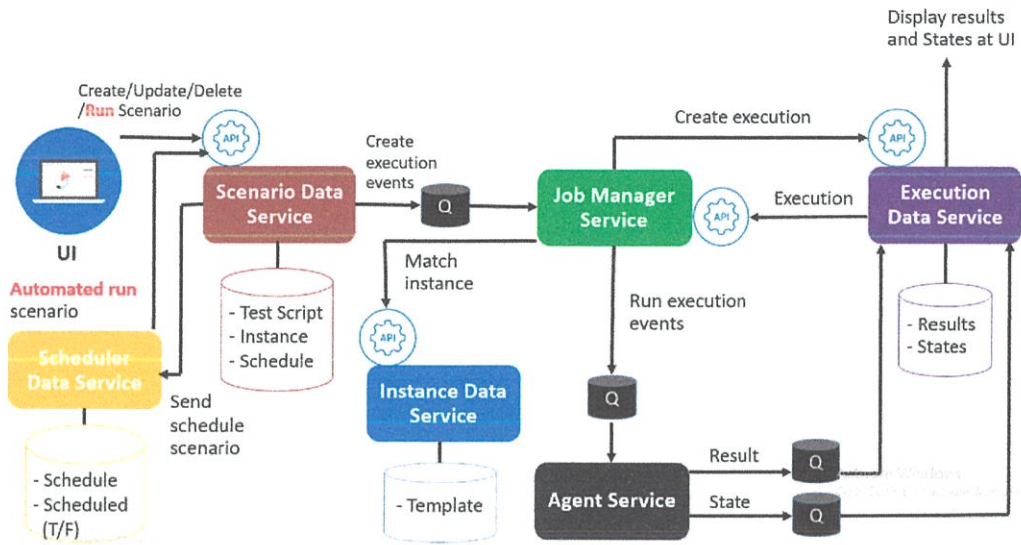 Display results
and States at UI
Create/Update/Delete
/Run Scenario
API
Create execution
API
Create
execution
events
Scenario Data
Service
Q
Job Manager
Service
API
Execution
Execution
Data Service
UI
Match
instance
Automated run
scenario
- Test Script
- Instance
- Schedule
API
Run execution
events
- Results
- States
Scheduler
Data Service
Send
schedule
scenario
Instance Data
Service
Q
- Schedule
- Scheduled
(T/F)
- Template
Agent Service
Result
Q
State
Q